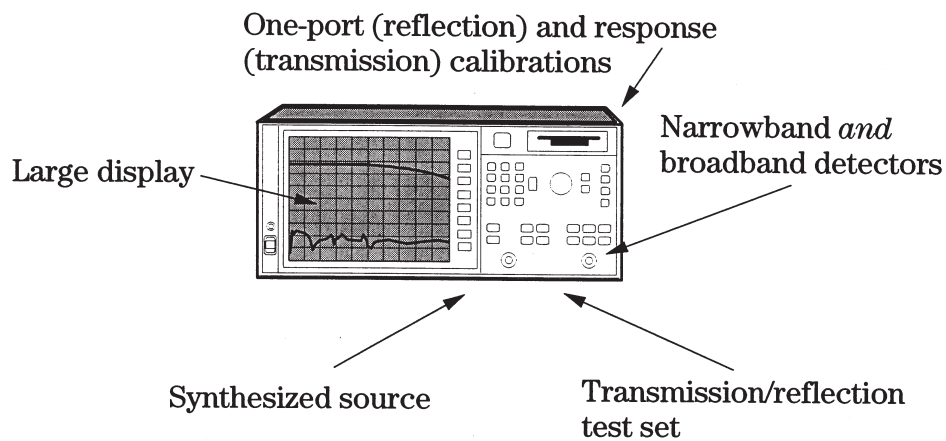 One-port (reflection) and response
(transmission) calibrations
Narrowband and
broadband detectors
Large display
Synthesized source
Transmission/reflection
test set